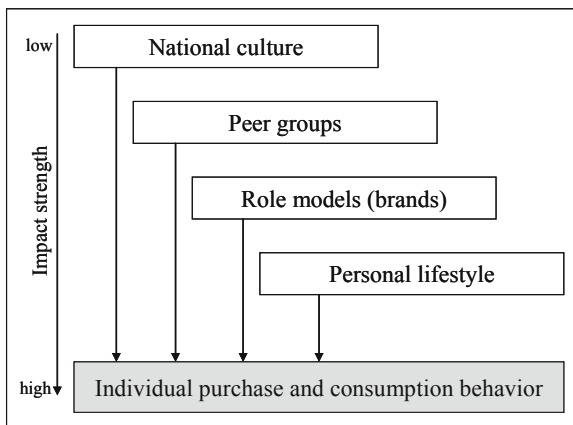 low
National culture
Peer groups
Role models (brands)
Personal lifestyle
Impact strength
high
Individual purchase and consumption behavior